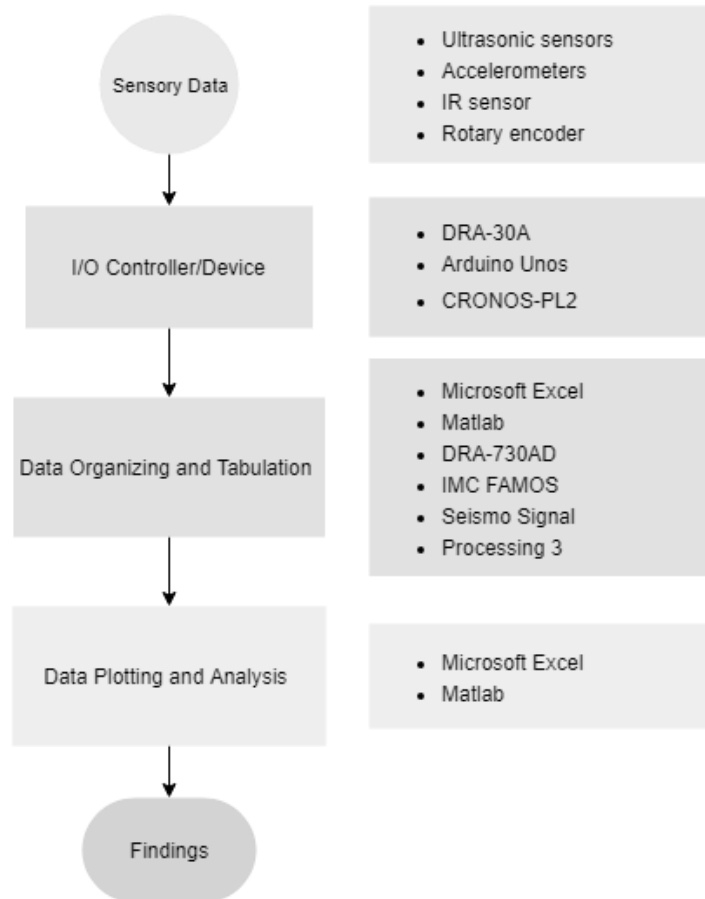 Sensory Data
• Ultrasonic sensors
• Accelerometers
• IR sensor
• Rotary encoder
I/O Controller/Device
• DRA-30A
• Arduino Unos
• CRONOS-PL2
Data Organizing and Tabulation
• Microsoft Excel
• Matlab
• DRA-730AD
• IMC FAMOS
• Seismo Signal
• Processing 3
Data Plotting and Analysis
• Microsoft Excel
• Matlab
Findings